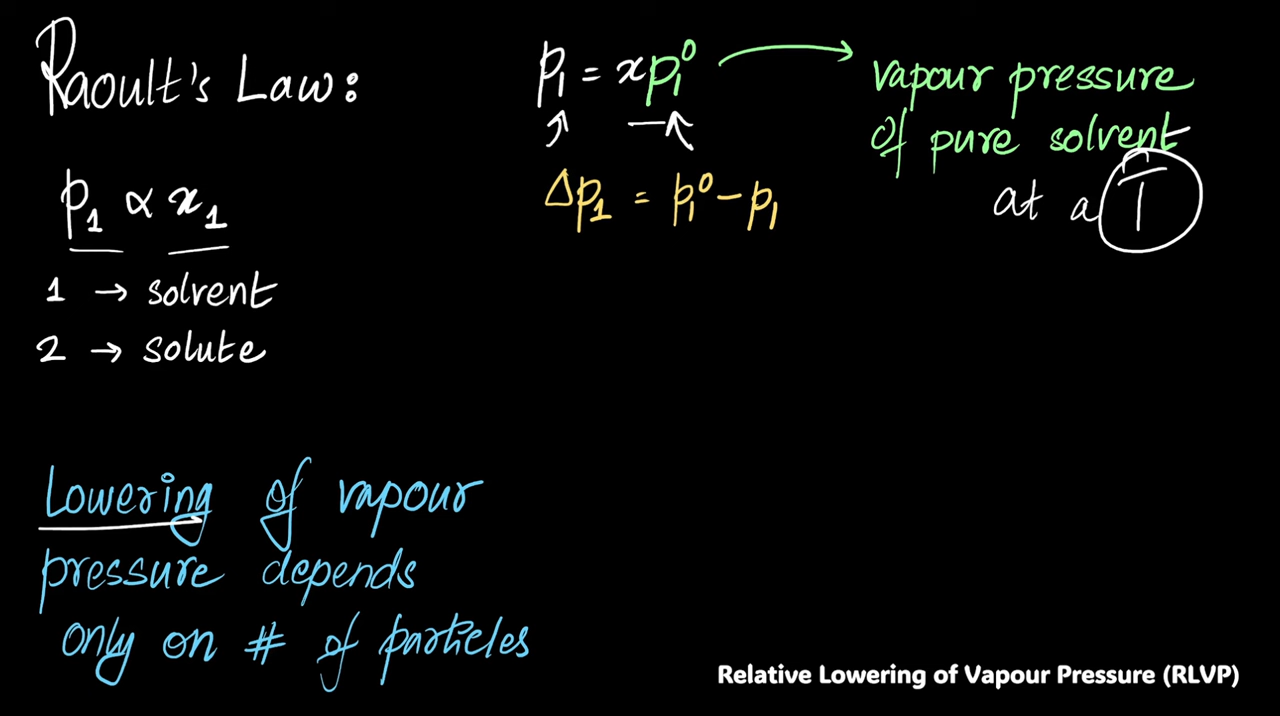 Raoult's Law:
p₁ ∝ x₁
1 → solvent
2 → solute
p₁ = xp₁⁰ → vapour pressure
of pure solvent
at a T
Δp₁ = p₁⁰ − p₁
Lowering of vapour
pressure depends
only on # of particles
Relative Lowering of Vapour Pressure (RLVP)